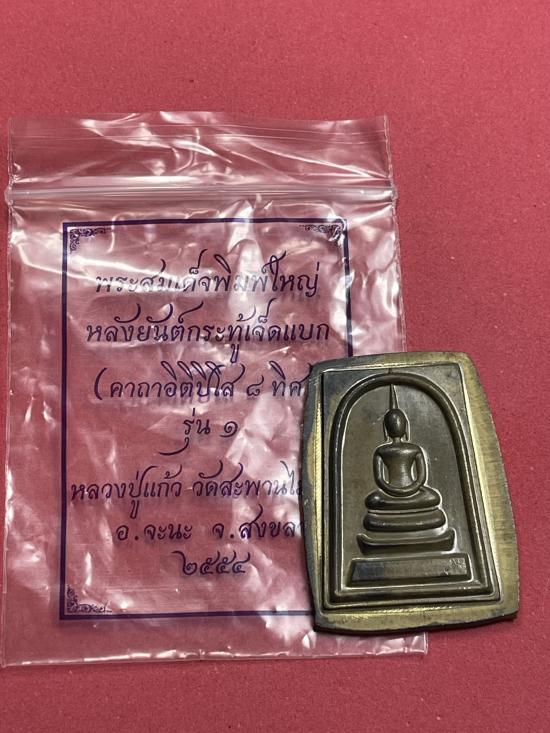 พระสมเด็จพิมพ์ใหญ่
หลังยันต์กระทู้เจ็ดแบก
(คาถาอิติปิโส ๘ ทิศ
รุ่น ๑
หลวงปู่แก้ว วัดสะพานไม้
อ.จะนะ จ.สงขลา
๒๕๕๔